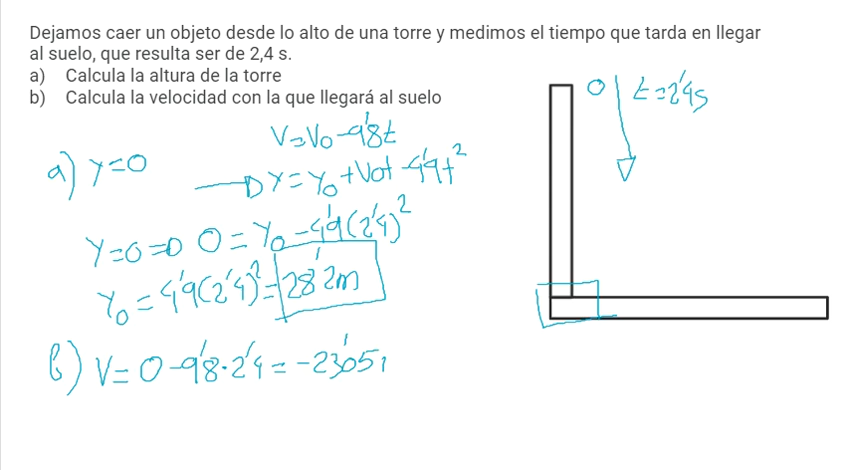 Dejamos caer un objeto desde lo alto de una torre y medimos el tiempo que tarda en llegar
al suelo, que resulta ser de 2,4 s.
a) Calcula la altura de la torre
b) Calcula la velocidad con la que llegará al suelo
t=2'4s
V=V₀-9'8t
a) y=0
y=y₀+V₀t-4'9t²
y=0⇒ 0=y₀-4'9(2'4)²
y₀=4'9(2'4)²=28'2m
b) V=0-9'8·2'4=-23'05